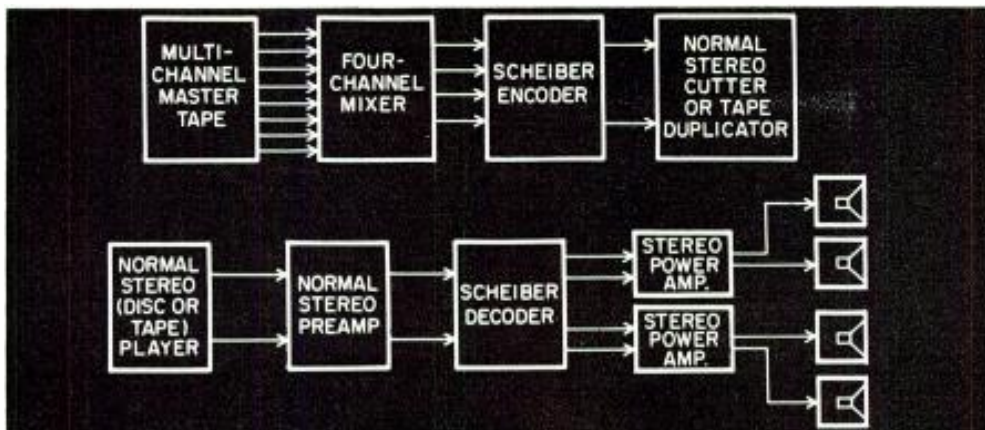 MULTI-
CHANNEL
MASTER
TAPE
FOUR-
CHANNEL
MIXER
SCHEIBER
ENCODER
NORMAL
STEREO
CUTTER
OR TAPE
DUPLICATOR
NORMAL
STEREO
(DISC OR
TAPE)
PLAYER
NORMAL
STEREO
PREAMP
SCHEIBER
DECODER
STEREO
POWER
AMP.
STEREO
POWER
AMP.